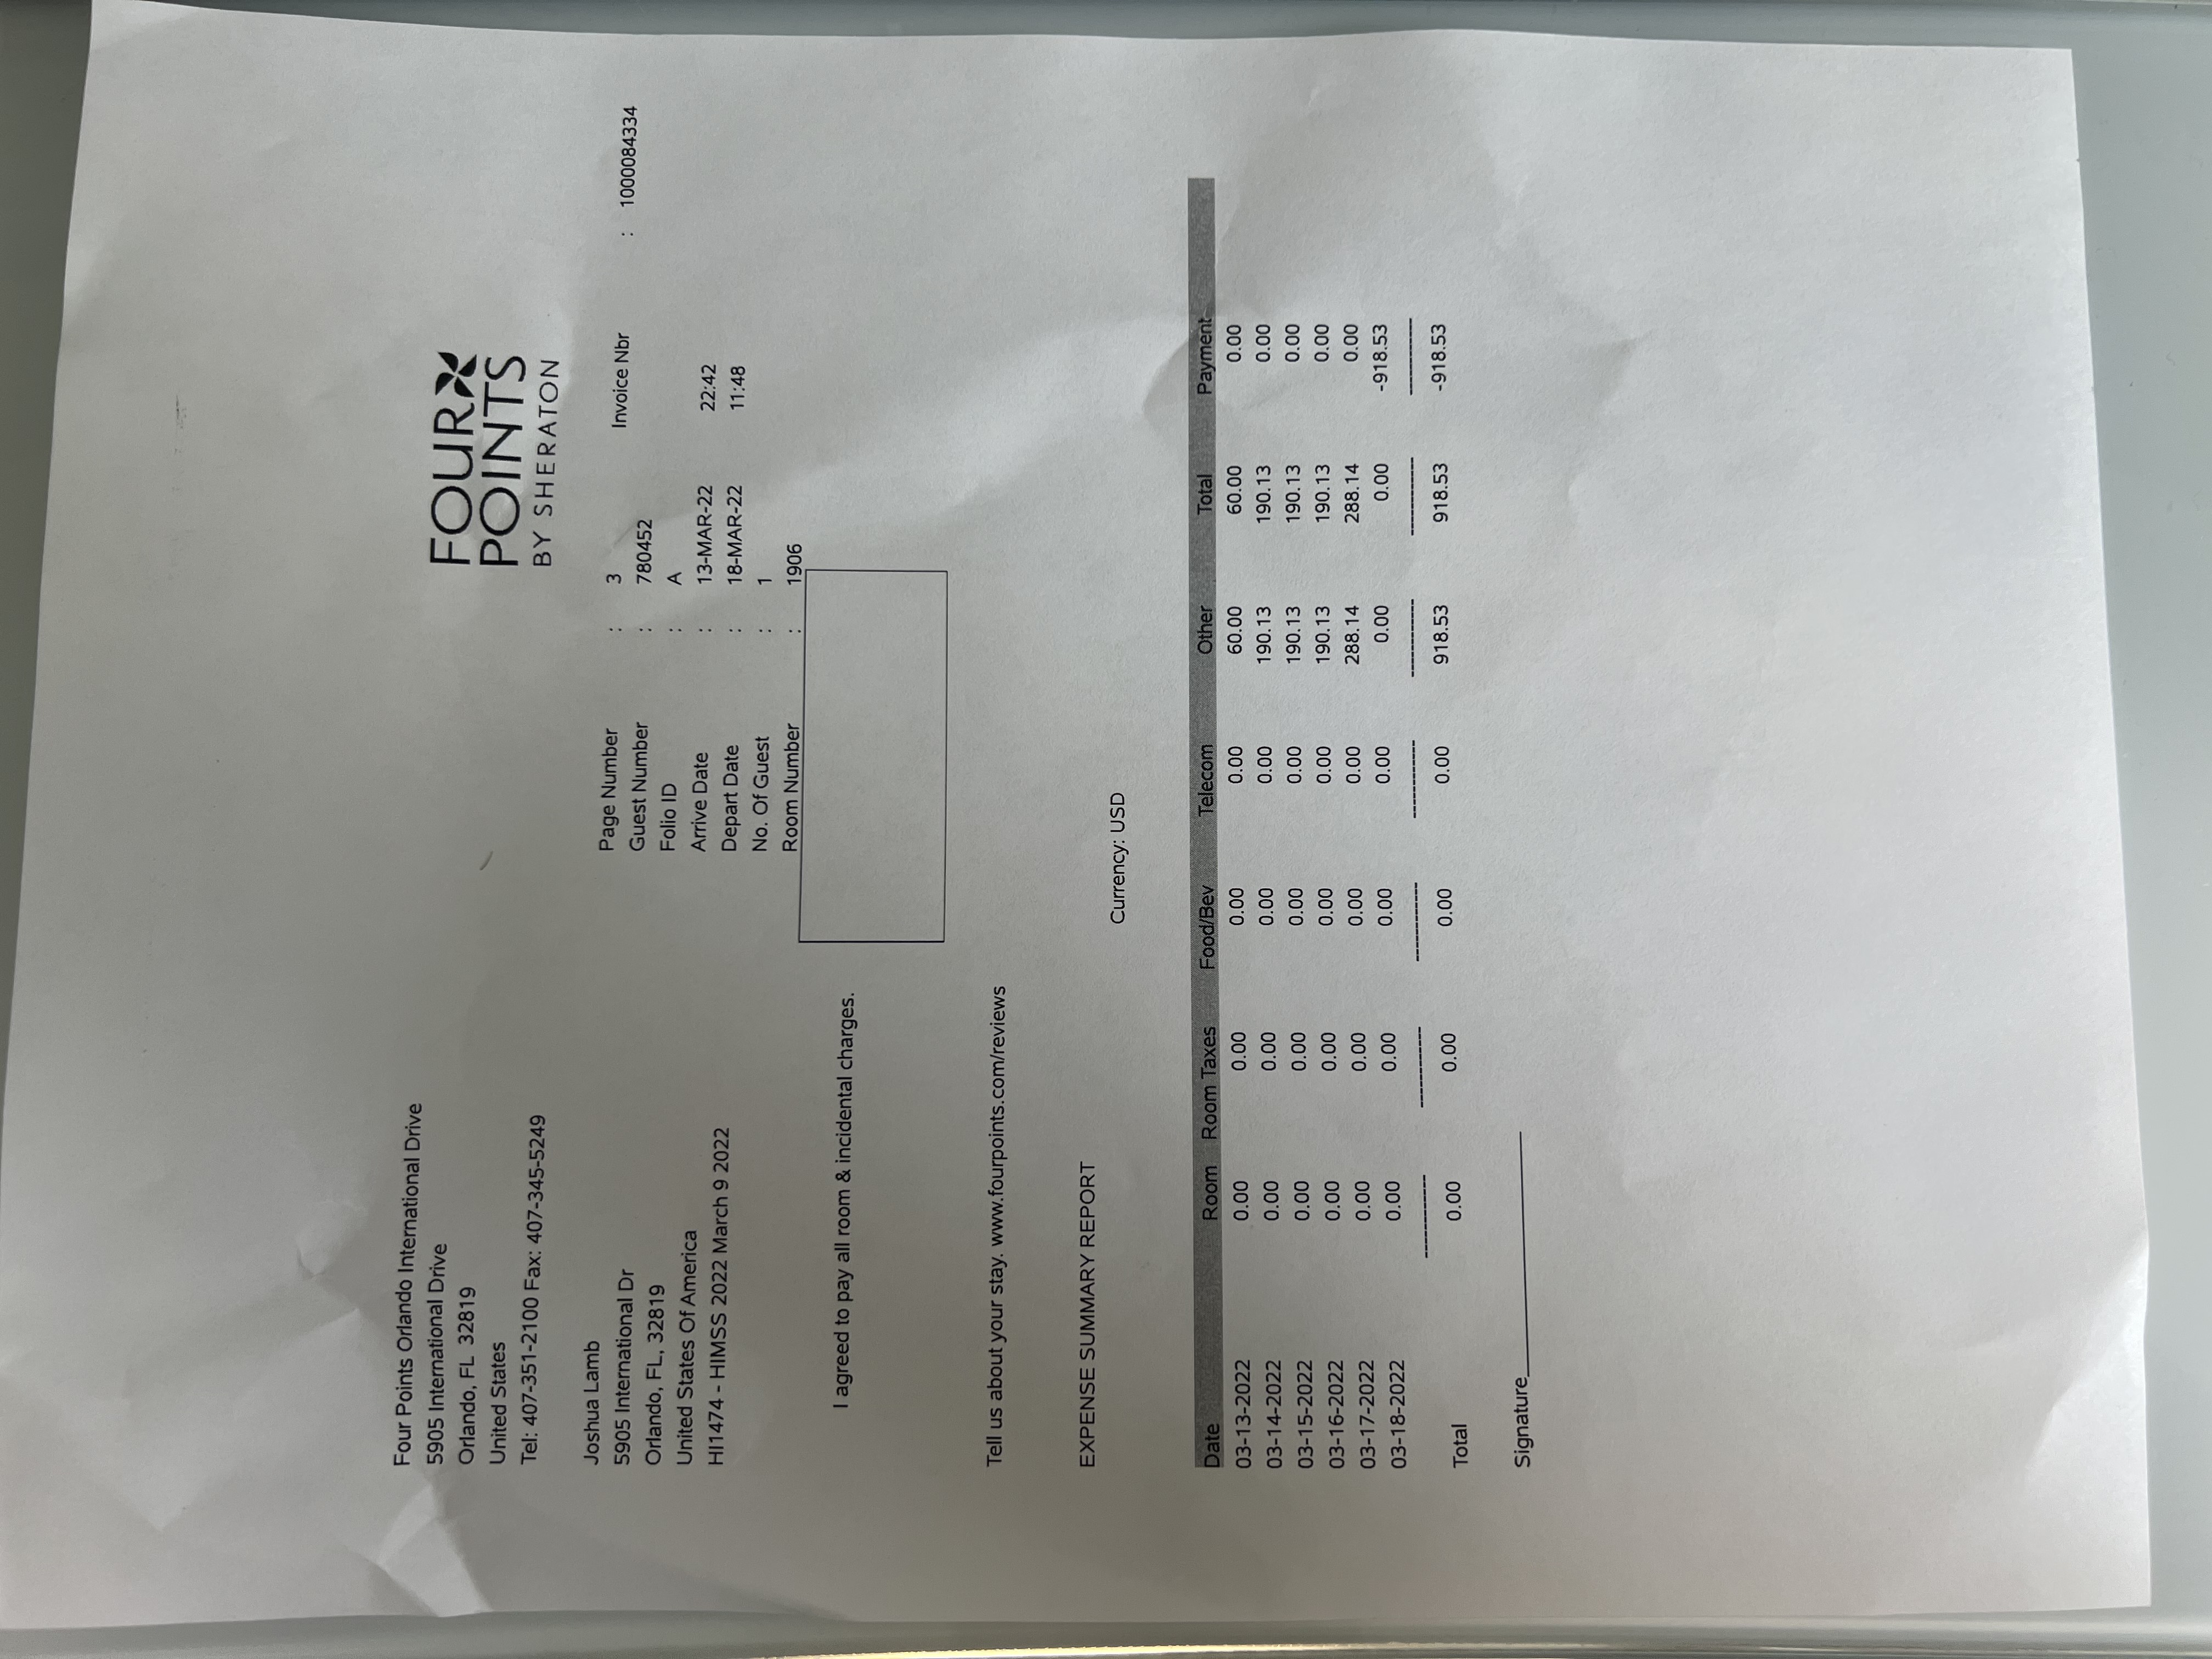 Four Points Orlando International Drive
5905 International Drive
Orlando, FL 32819
United States
Tel: 407-351-2100 Fax: 407-345-5249
FOUR
POINTS
BY SHERATON
Joshua Lamb
5905 International Dr
Orlando, FL, 32819
United States Of America
HI1474 - HIMSS 2022 March 9 2022
Page Number : 3 Invoice Nbr : 1000084334
Guest Number : 780452
Folio ID : A
Arrive Date : 13-MAR-22 22:42
Depart Date : 18-MAR-22 11:48
No. Of Guest : 1
Room Number : 1906
I agreed to pay all room & incidental charges.
Tell us about your stay. www.fourpoints.com/reviews
EXPENSE SUMMARY REPORT
Currency: USD
Date Room Room Taxes Food/Bev Telecom Other Total Payment
03-13-2022 0.00 0.00 0.00 0.00 60.00 60.00 0.00
03-14-2022 0.00 0.00 0.00 0.00 190.13 190.13 0.00
03-15-2022 0.00 0.00 0.00 0.00 190.13 190.13 0.00
03-16-2022 0.00 0.00 0.00 0.00 190.13 190.13 0.00
03-17-2022 0.00 0.00 0.00 0.00 288.14 288.14 0.00
03-18-2022 0.00 0.00 0.00 0.00 0.00 0.00 -918.53
------------ ------------ ------------ ------------ ------------ ------------ ------------
Total 0.00 0.00 0.00 0.00 918.53 918.53 -918.53
Signature______________________